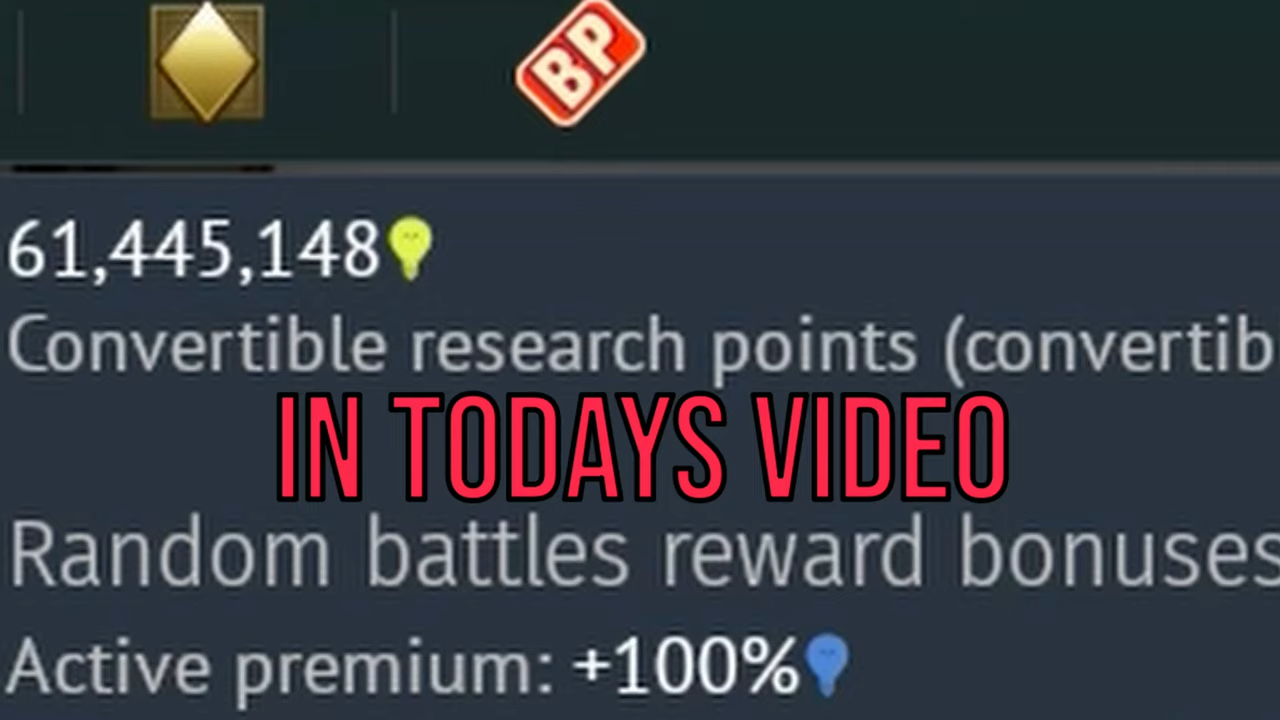 BP
61,445,148
Convertible research points (convertib
IN TODAYS VIDEO
Random battles reward bonuses
Active premium: +100%